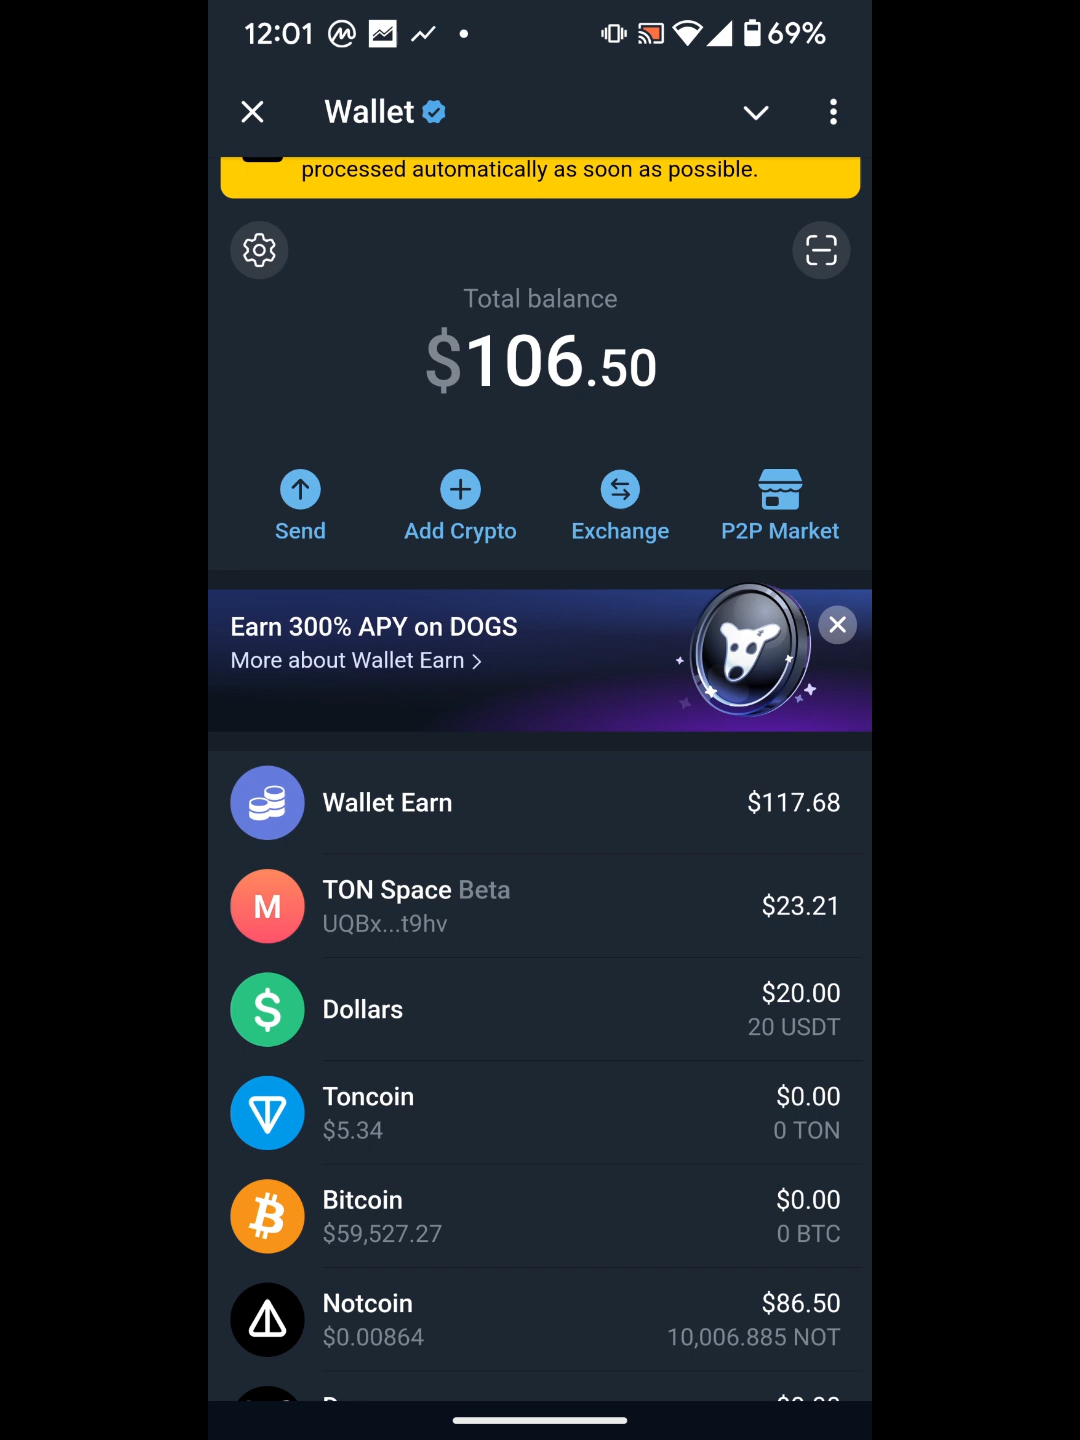 12:01
69%
Wallet
processed automatically as soon as possible.
Total balance
$106.50
Send
Add Crypto
Exchange
P2P Market
Earn 300% APY on DOGS
More about Wallet Earn >
Wallet Earn
$117.68
M
TON Space Beta
UQBx...t9hv
$23.21
Dollars
$20.00
20 USDT
Toncoin
$5.34
$0.00
0 TON
Bitcoin
$59,527.27
$0.00
0 BTC
Notcoin
$0.00864
$86.50
10,006.885 NOT